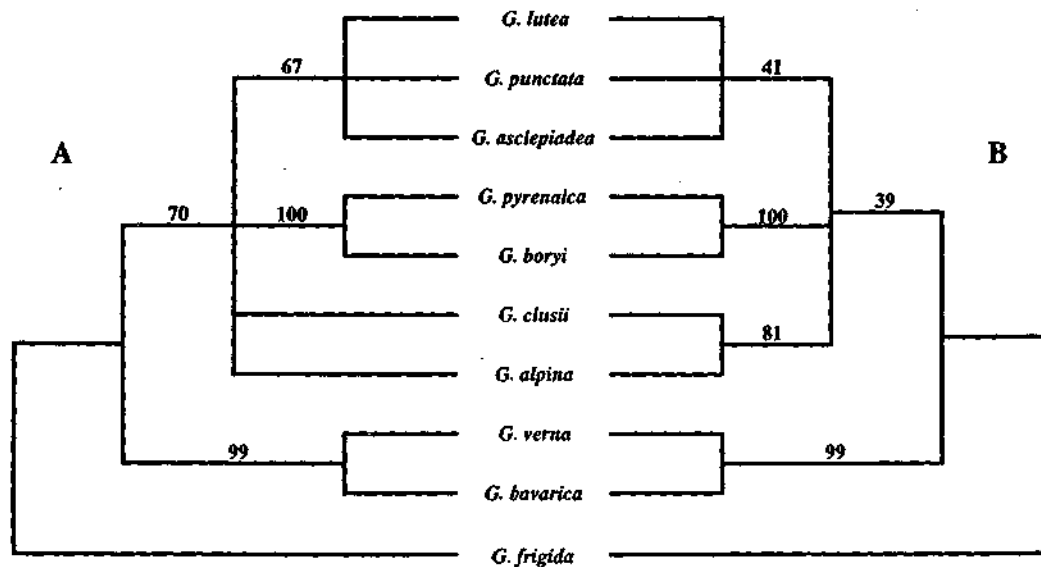 G. lutea
67
G. punctata
41
G. asclepiadea
A
B
G. pyrenaica
70
100
100
39
G. boryi
G. clusii
81
G. alpina
G. verna
99
99
G. bavarica
G. frigida